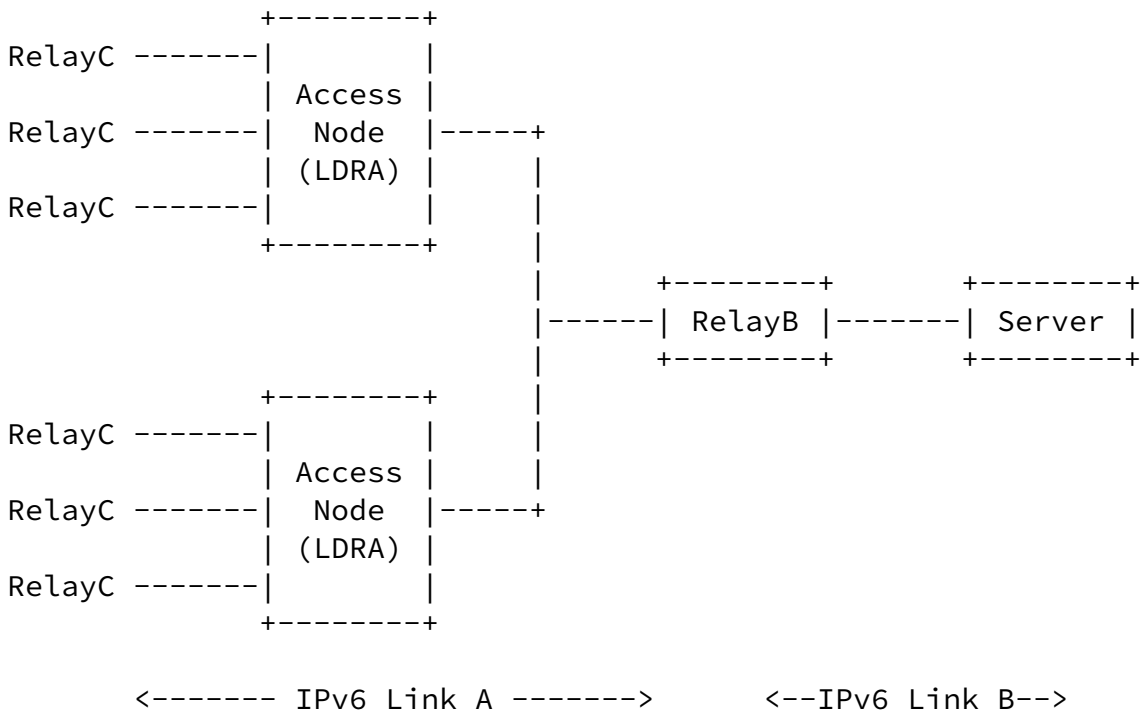 RelayC
Access
RelayC Node
(LDRA)
RelayC
RelayB Server
RelayC
Access
RelayC Node
(LDRA)
RelayC
<------- IPv6 Link A -------> <--IPv6 Link B-->